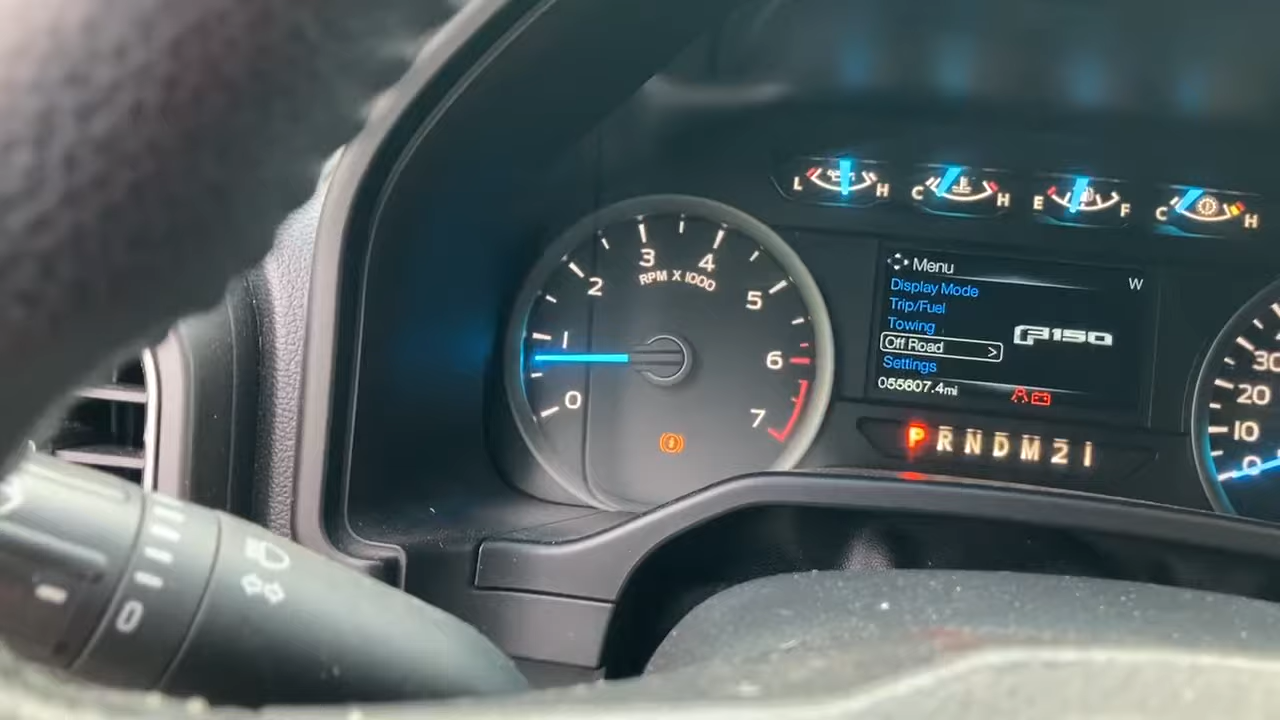 L H
C H
E F
C H
Menu
W
Display Mode
Trip/Fuel
Towing
Off Road >
Settings
F150
055607.4mi
P R N D M 2 1
0 1 2 3 4 5 6 7
RPM X 1000
0 10 20 30
0